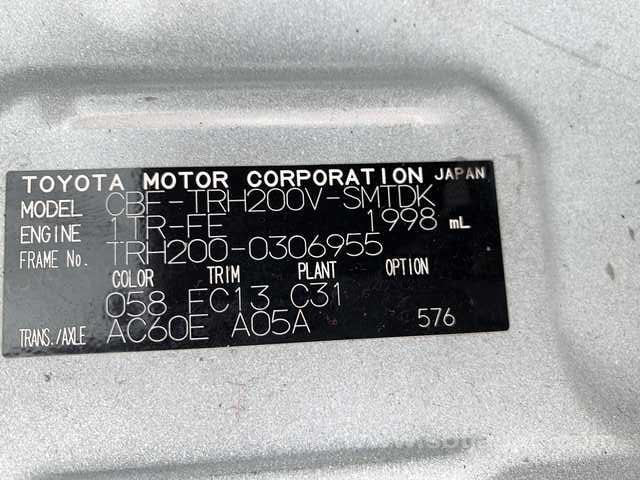 TOYOTA MOTOR CORPORATION JAPAN
MODEL CBF-TRH200V-SMTDK
ENGINE 1TR-FE 1998 mL
FRAME No. TRH200-0306955
COLOR TRIM PLANT OPTION
058 FC13 C31
TRANS./AXLE AC60E A05A 576